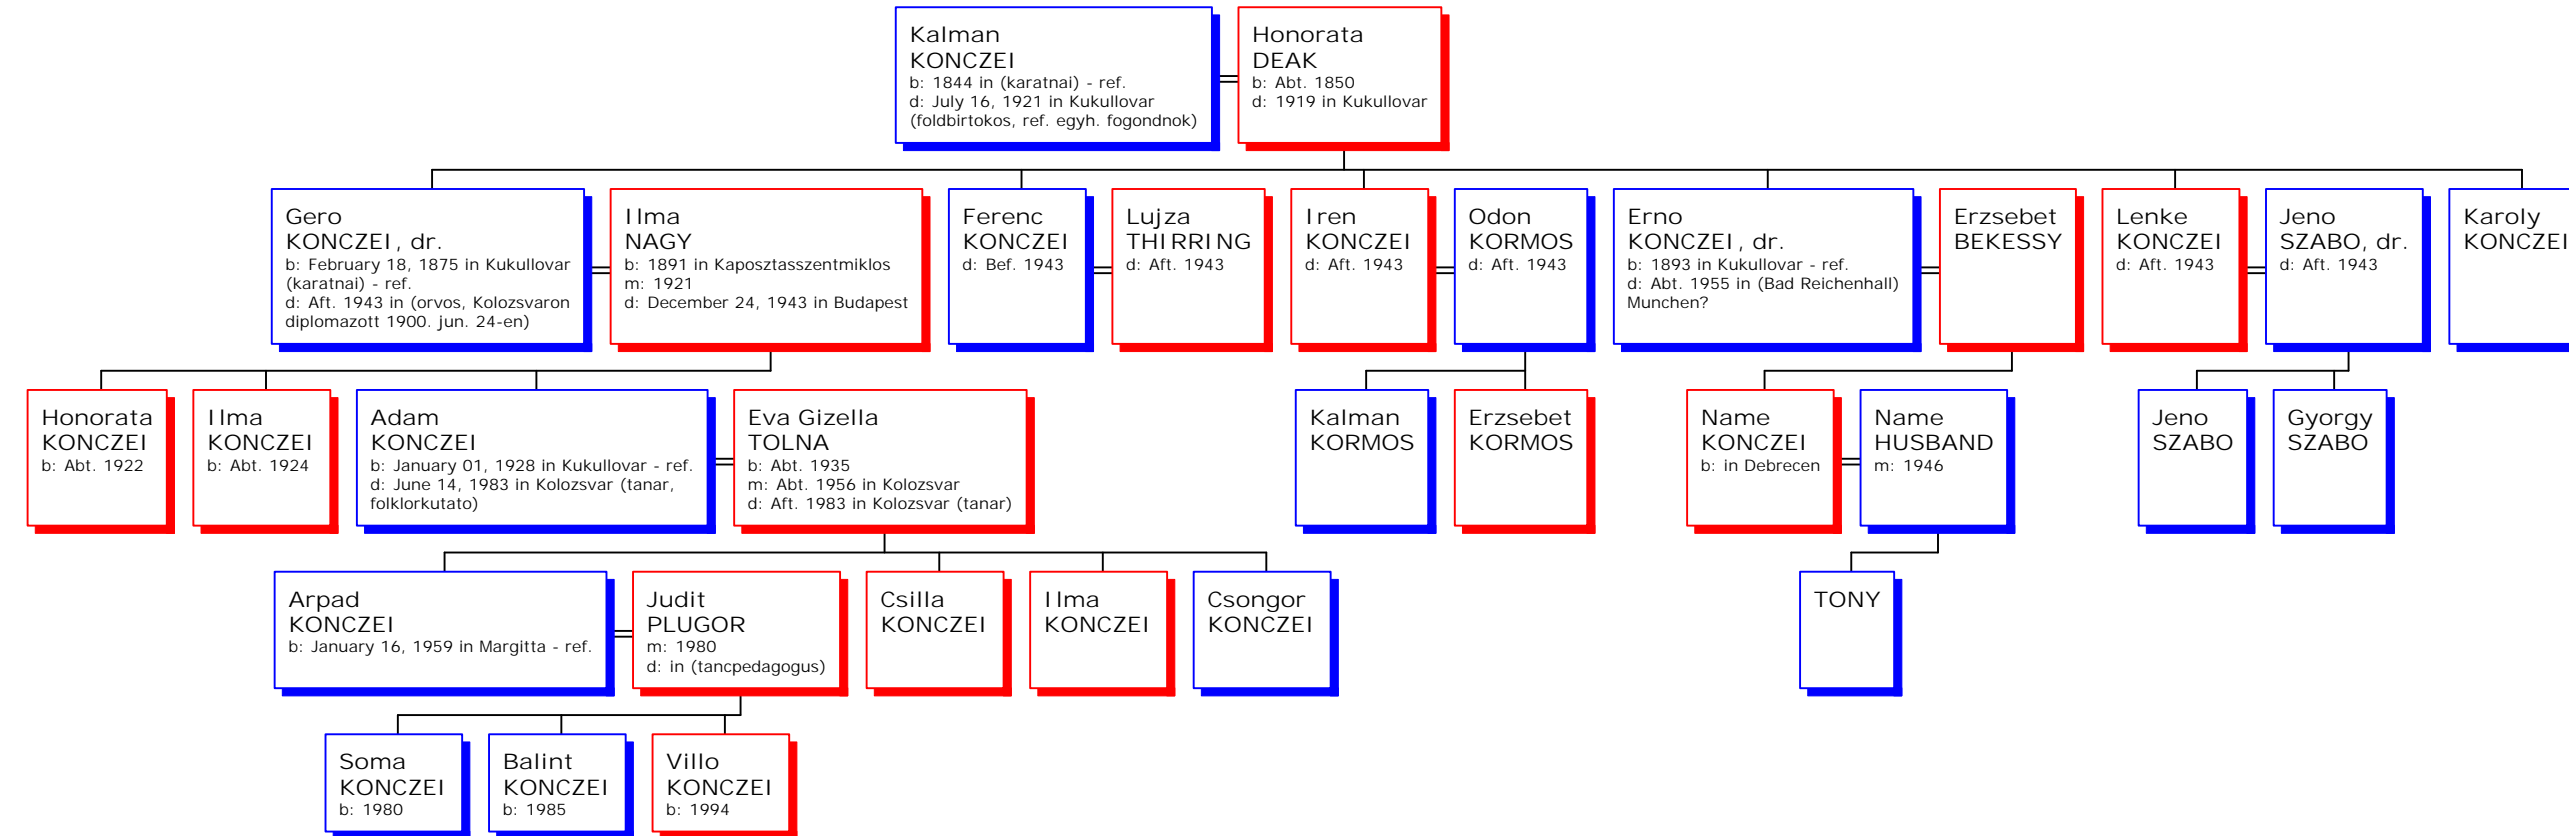 Kalman
KONCZEI
b: 1844 in (karatnai) - ref.
d: July 16, 1921 in Kukullovar
(foldbirtokos, ref. egyh. fogondnok)
Honorata
DEAK
b: Abt. 1850
d: 1919 in Kukullovar
Gero
KONCZEI, dr.
b: February 18, 1875 in Kukullovar
(karatnai) - ref.
d: Aft. 1943 in (orvos, Kolozsvaron
diplomazott 1900. jun. 24-en)
Ilma
NAGY
b: 1891 in Kaposztasszentmiklos
m: 1921
d: December 24, 1943 in Budapest
Ferenc
KONCZEI
d: Bef. 1943
Lujza
THIRRING
d: Aft. 1943
Iren
KONCZEI
d: Aft. 1943
Odon
KORMOS
d: Aft. 1943
Erno
KONCZEI, dr.
b: 1893 in Kukullovar - ref.
d: Abt. 1955 in (Bad Reichenhall)
Munchen?
Erzsebet
BEKESSY
Lenke
KONCZEI
d: Aft. 1943
Jeno
SZABO, dr.
d: Aft. 1943
Karoly
KONCZEI
Honorata
KONCZEI
b: Abt. 1922
Ilma
KONCZEI
b: Abt. 1924
Adam
KONCZEI
b: January 01, 1928 in Kukullovar - ref.
d: June 14, 1983 in Kolozsvar (tanar,
folklorkutato)
Eva Gizella
TOLNA
b: Abt. 1935
m: Abt. 1956 in Kolozsvar
d: Aft. 1983 in Kolozsvar (tanar)
Kalman
KORMOS
Erzsebet
KORMOS
Name
KONCZEI
b: in Debrecen
Name
HUSBAND
m: 1946
Jeno
SZABO
Gyorgy
SZABO
Arpad
KONCZEI
b: January 16, 1959 in Margitta - ref.
Judit
PLUGOR
m: 1980
d: in (tancpedagogus)
Csilla
KONCZEI
Ilma
KONCZEI
Csongor
KONCZEI
TONY
Soma
KONCZEI
b: 1980
Balint
KONCZEI
b: 1985
Villo
KONCZEI
b: 1994